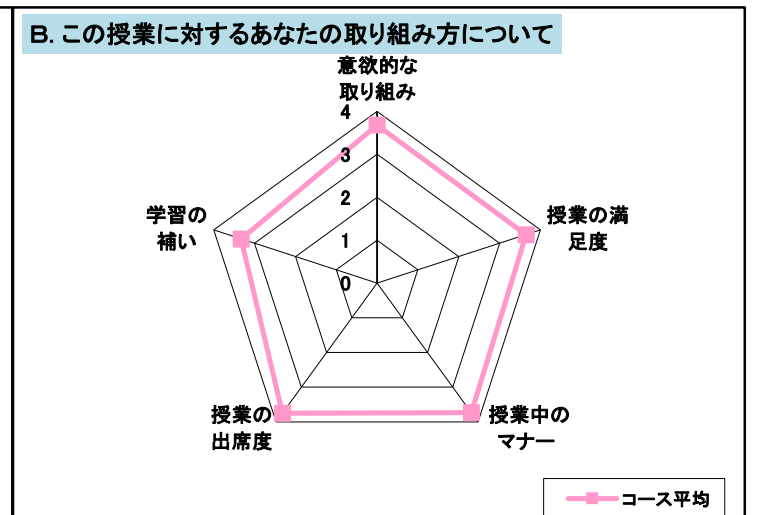 B. この授業に対するあなたの取り組み方について
意欲的な
取り組み
4
3
2
1
0
授業の満
足度
授業中の
マナー
授業の
出席度
学習の
補い
コース平均